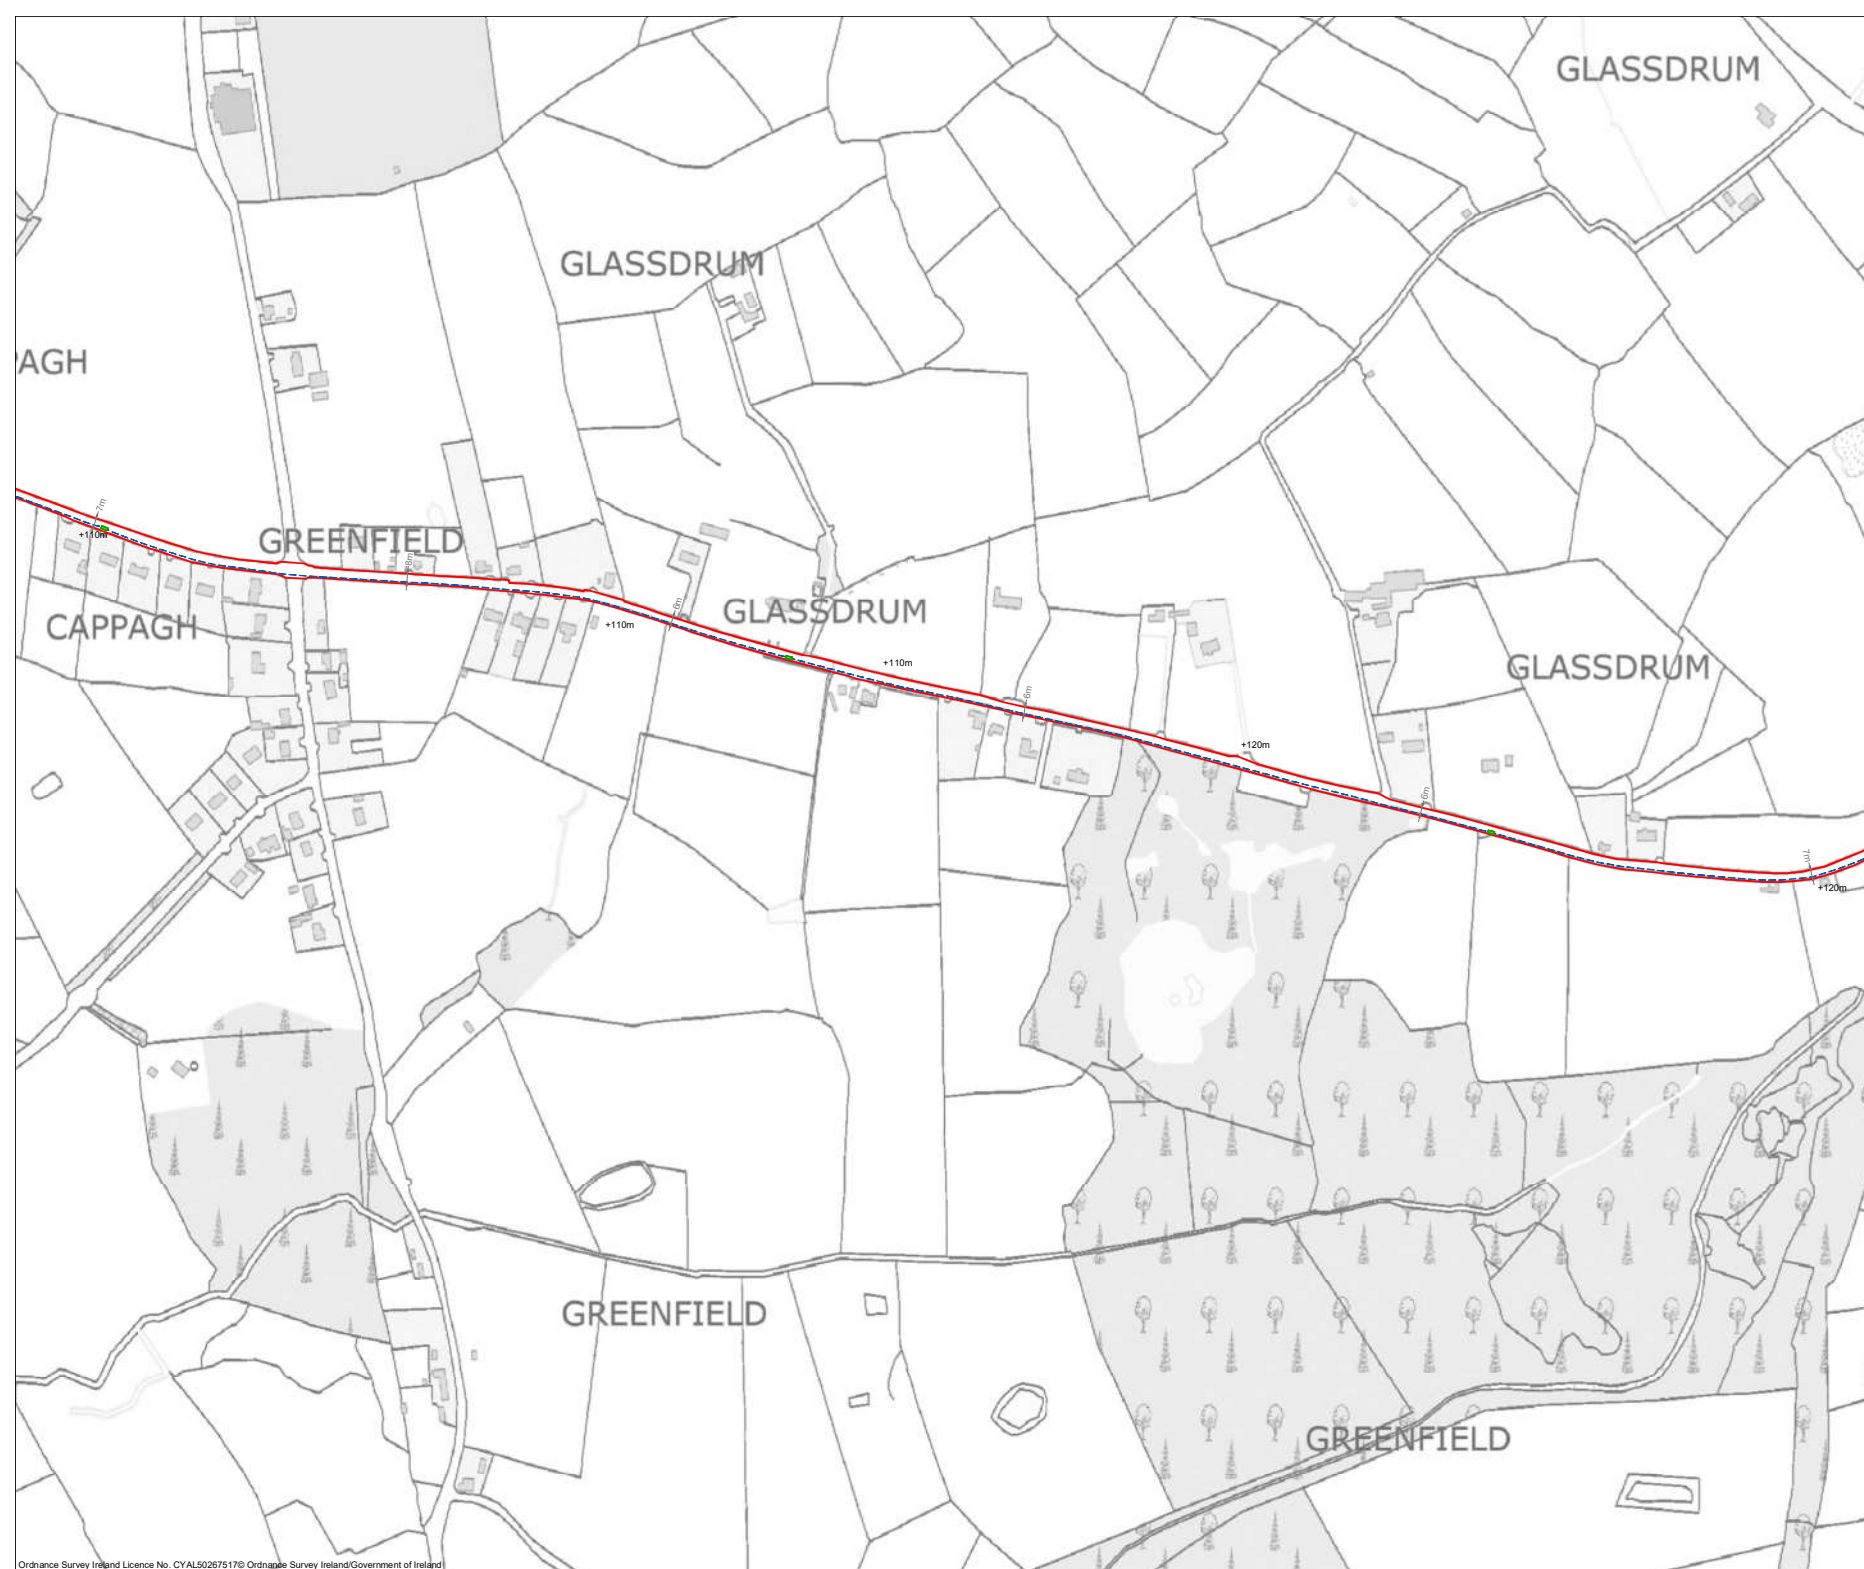 GLASSDRUM
GLASSDRUM
AGH
7m
+110m
GREENFIELD
8m
CAPPAGH
6m
+110m
GLASSDRUM
+110m
6m
GLASSDRUM
+120m
6m
7m
+120m
GREENFIELD
GREENFIELD
Ordnance Survey Ireland Licence No. CYAL50267517© Ordnance Survey Ireland/Government of Ireland